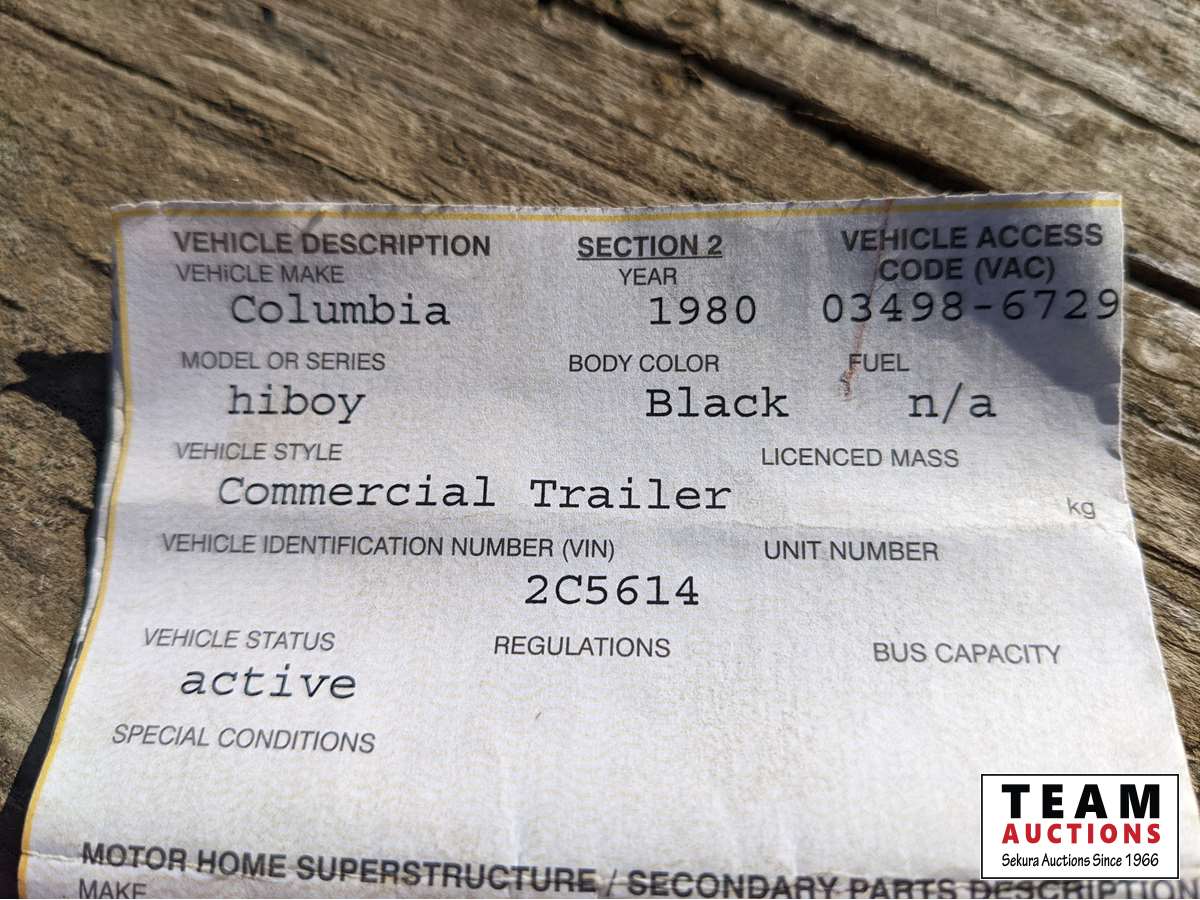 VEHICLE DESCRIPTION SECTION 2 VEHICLE ACCESS
VEHICLE MAKE YEAR CODE (VAC)
Columbia 1980 03498-6729
MODEL OR SERIES BODY COLOR FUEL
hiboy Black n/a
VEHICLE STYLE LICENCED MASS
Commercial Trailer kg
VEHICLE IDENTIFICATION NUMBER (VIN) UNIT NUMBER
2C5614
VEHICLE STATUS REGULATIONS BUS CAPACITY
active
SPECIAL CONDITIONS
MOTOR HOME SUPERSTRUCTURE / SECONDARY PARTS DESCRIPTION
MAKE
TEAM
AUCTIONS
Sekura Auctions Since 1966